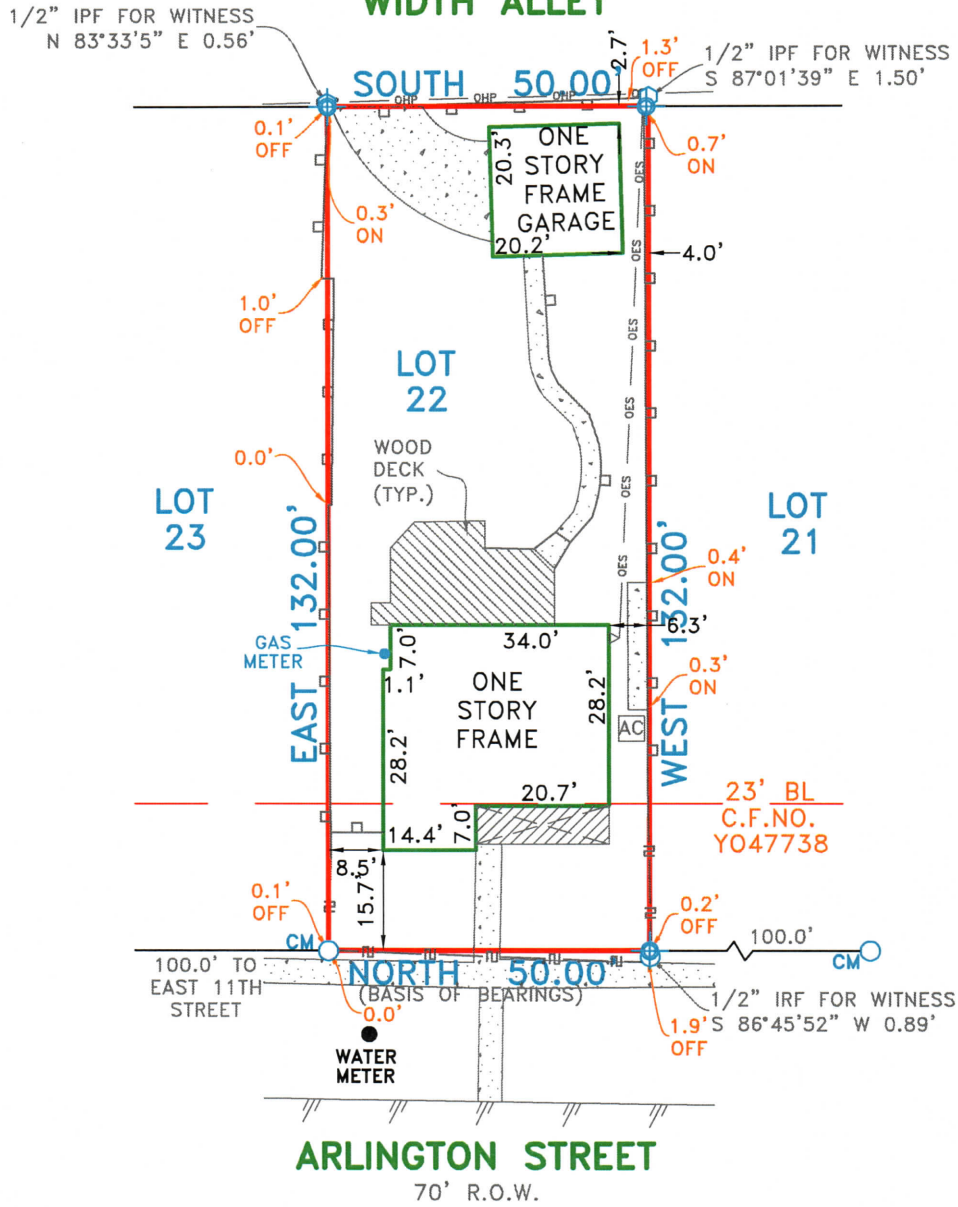 WIDTH ALLEY
1/2" IPF FOR WITNESS
N 83°33'5" E 0.56'
2.7'
1.3'
OFF
1/2" IPF FOR WITNESS
S 87°01'39" E 1.50'
SOUTH 50.00'
OHP OHP OHP
0.1'
OFF
0.7'
ON
ONE
STORY
FRAME
GARAGE
20.3'
20.2'
OES
0.3'
ON
OES
4.0'
1.0'
OFF
OES
LOT
22
OES
WOOD
DECK
(TYP.)
0.0'
LOT
23
LOT
21
OES
EAST 132.00'
WEST 132.00'
0.4'
ON
OES
6.3'
GAS
METER
7.0'
34.0'
1.1'
0.3'
ON
ONE
STORY
FRAME
28.2'
28.2'
AC
20.7'
23' BL
C.F.NO.
YO47738
14.4'
7.0'
8.5'
15.7'
0.1'
OFF
0.2'
OFF
CM
100.0'
CM
100.0' TO
EAST 11TH
STREET
NORTH 50.00'
(BASIS OF BEARINGS)
0.0'
1.9'
OFF
1/2" IRF FOR WITNESS
S 86°45'52" W 0.89'
WATER
METER
ARLINGTON STREET
70' R.O.W.